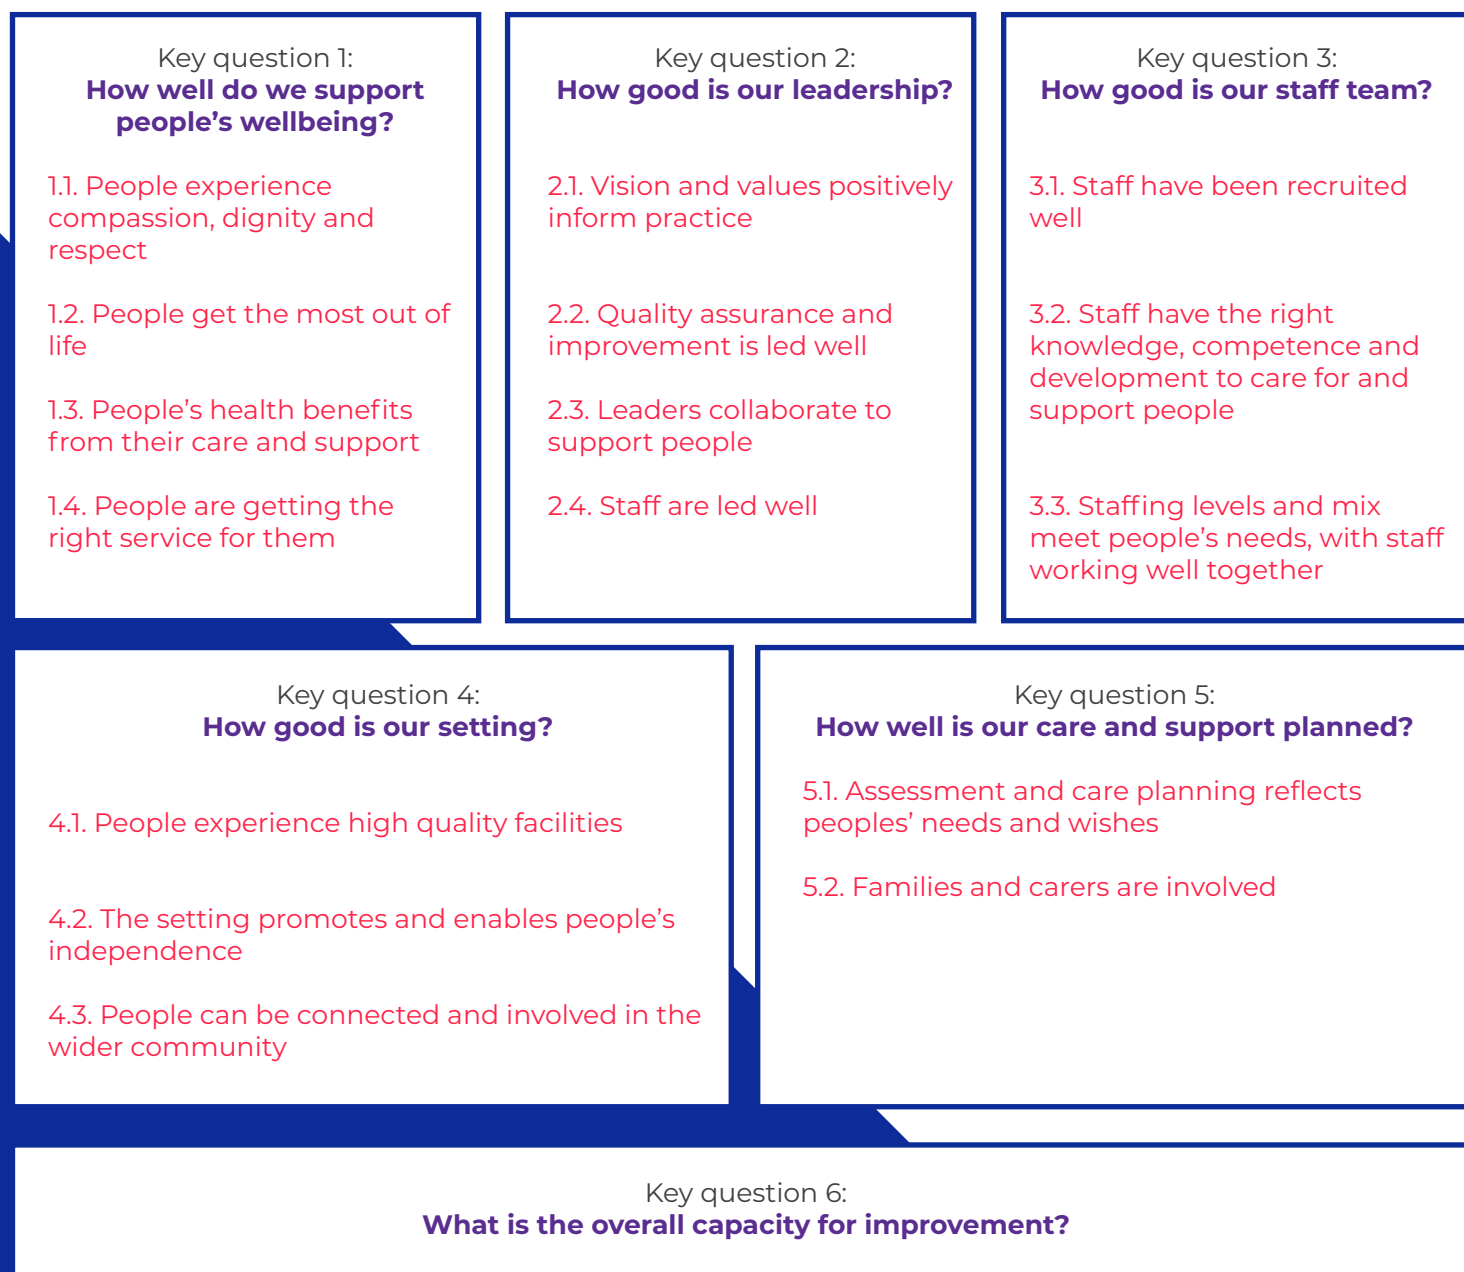 Key question 1:
How well do we support
people’s wellbeing?
1.1. People experience
compassion, dignity and
respect
1.2. People get the most out of
life
1.3. People’s health benefits
from their care and support
1.4. People are getting the
right service for them
Key question 2:
How good is our leadership?
2.1. Vision and values positively
inform practice
2.2. Quality assurance and
improvement is led well
2.3. Leaders collaborate to
support people
2.4. Staff are led well
Key question 3:
How good is our staff team?
3.1. Staff have been recruited
well
3.2. Staff have the right
knowledge, competence and
development to care for and
support people
3.3. Staffing levels and mix
meet people’s needs, with staff
working well together
Key question 4:
How good is our setting?
4.1. People experience high quality facilities
4.2. The setting promotes and enables people’s
independence
4.3. People can be connected and involved in the
wider community
Key question 5:
How well is our care and support planned?
5.1. Assessment and care planning reflects
peoples’ needs and wishes
5.2. Families and carers are involved
Key question 6:
What is the overall capacity for improvement?